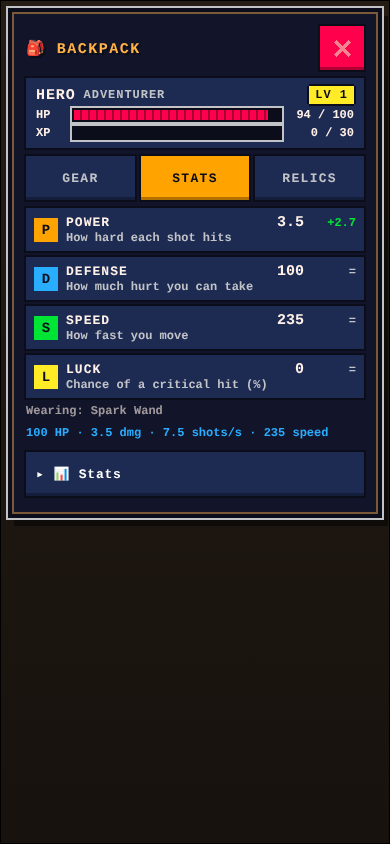 🎒 BACKPACK ✕
HERO ADVENTURER LV 1
HP 94 / 100
XP 0 / 30
GEAR STATS RELICS
P POWER 3.5 +2.7
How hard each shot hits
D DEFENSE 100 =
How much hurt you can take
S SPEED 235 =
How fast you move
L LUCK 0 =
Chance of a critical hit (%)
Wearing: Spark Wand
100 HP · 3.5 dmg · 7.5 shots/s · 235 speed
▸ 📊 Stats